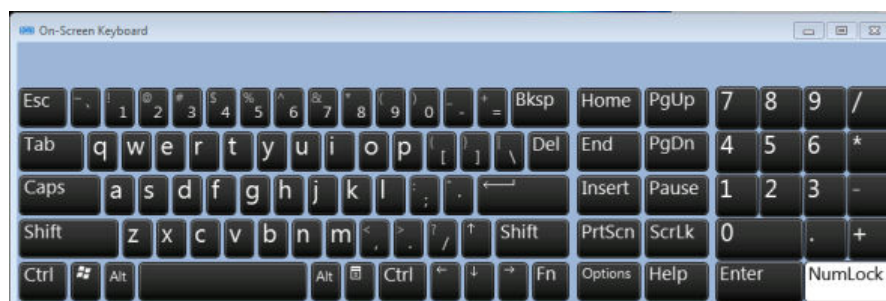 On-Screen Keyboard
Esc ~ ` ! 1 @ 2 # 3 $ 4 % 5 ^ 6 & 7 * 8 ( 9 ) 0 _ - + = Bksp Home PgUp 7 8 9 /
Tab q w e r t y u i o p { [ } ] | \ Del End PgDn 4 5 6 *
Caps a s d f g h j k l : ; " ' Insert Pause 1 2 3 -
Shift z x c v b n m < , > . ? / ↑ Shift PrtScn ScrLk 0 . +
Ctrl Alt Alt Ctrl ← ↓ → Fn Options Help Enter NumLock